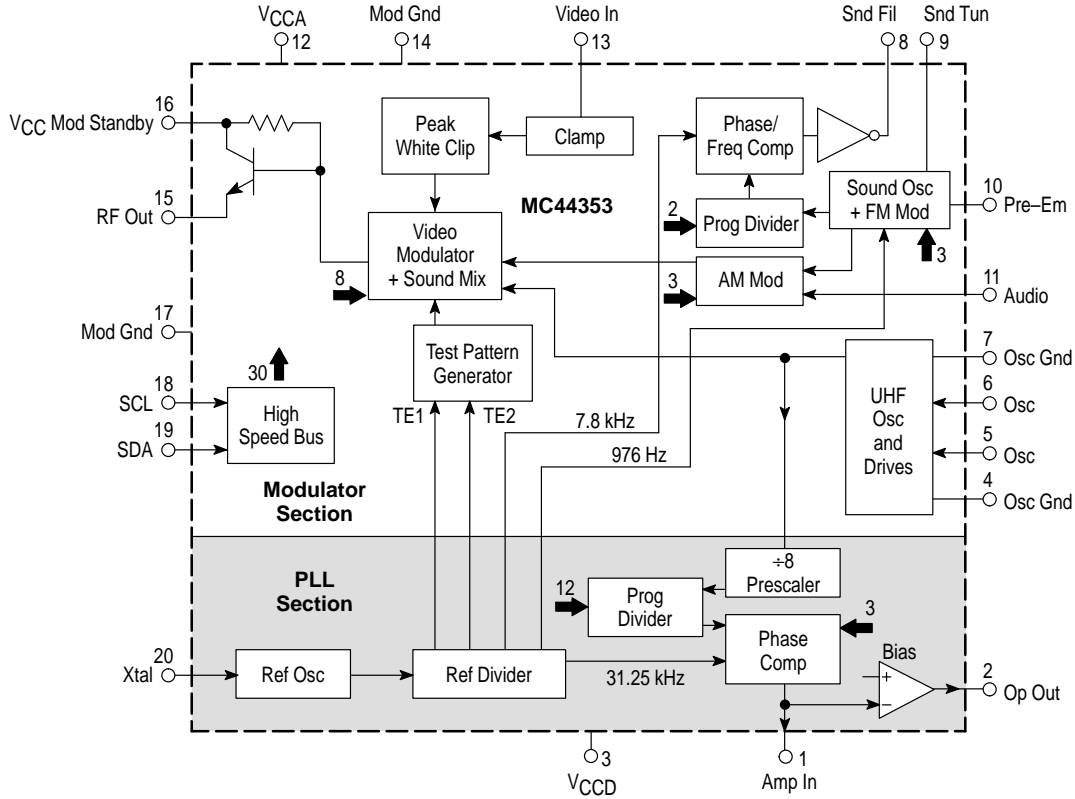 VCCA
12
Mod Gnd
14
Video In
13
Snd Fil
8
Snd Tun
9
16
VCC Mod Standby
15
RF Out
17
Mod Gnd
18
SCL
19
SDA
Peak
White Clip
Clamp
Phase/
Freq Comp
MC44353
2
Prog Divider
Sound Osc
+ FM Mod
3
10
Pre–Em
Video
Modulator
+ Sound Mix
8
3
AM Mod
11
Audio
Test Pattern
Generator
30
High
Speed Bus
TE1
TE2
7.8 kHz
976 Hz
UHF
Osc
and
Drives
7
Osc Gnd
6
Osc
5
Osc
4
Osc Gnd
Modulator
Section
PLL
Section
÷8
Prescaler
12
Prog
Divider
3
Phase
Comp
20
Xtal
Ref Osc
Ref Divider
31.25 kHz
Bias
+
–
2
Op Out
3
VCCD
1
Amp In